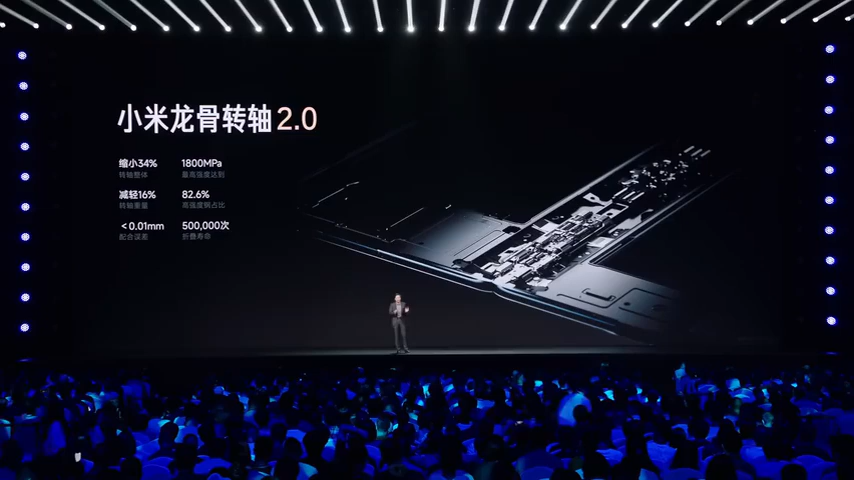 小米龙骨转轴2.0
缩小34%
转轴整体
1800MPa
最高强度达到
减轻16%
转轴重量
82.6%
高强度钢占比
＜0.01mm
配合误差
500,000次
折叠寿命